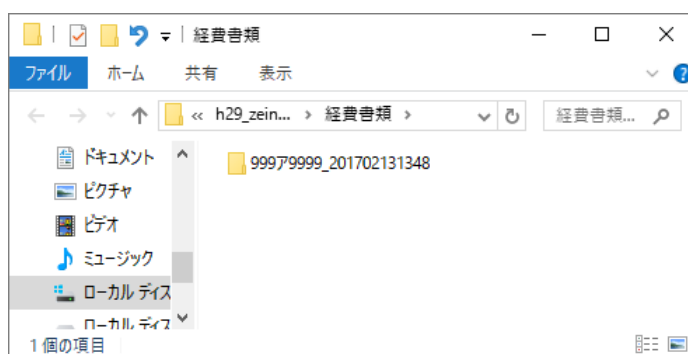 経費書類
ファイル ホーム 共有 表示
« h29_zein... › 経費書類 ›
経費書類...
ドキュメント
ピクチャ
ビデオ
ミュージック
ローカル ディス
ローカル ディス
999ｱ9999_201702131348
1 個の項目